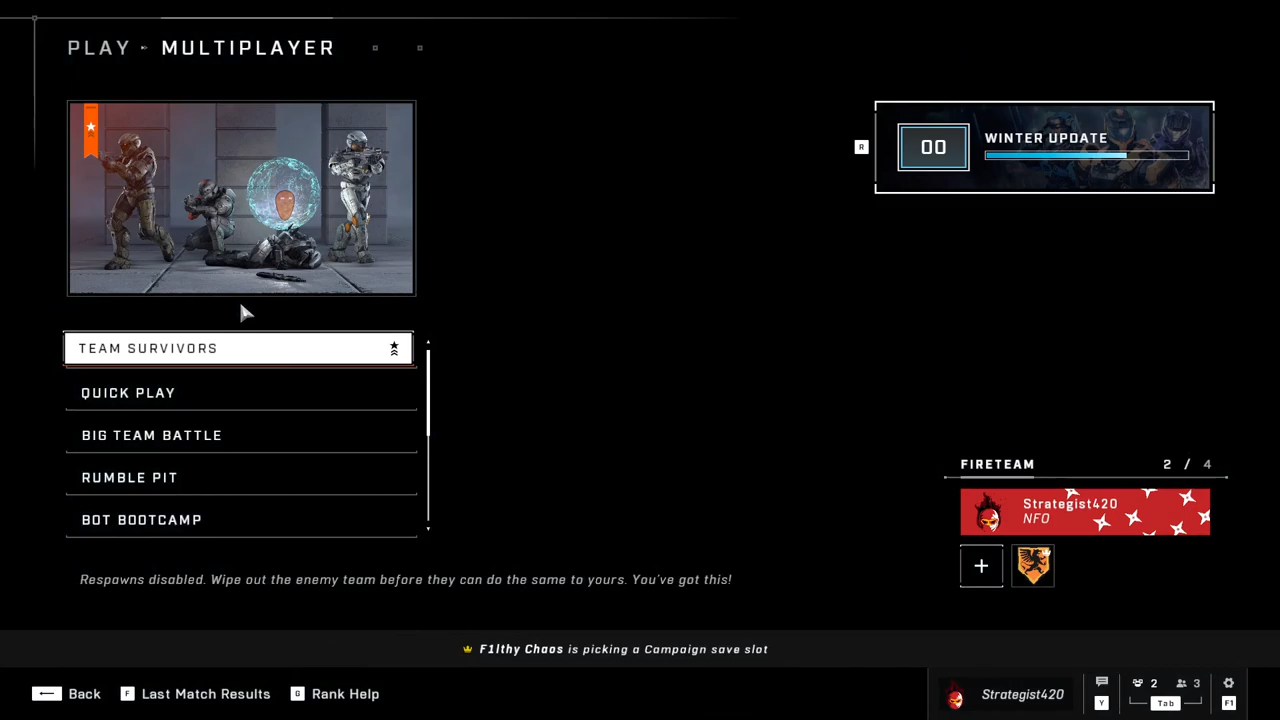 PLAY MULTIPLAYER
R
00
WINTER UPDATE
TEAM SURVIVORS
QUICK PLAY
BIG TEAM BATTLE
RUMBLE PIT
BOT BOOTCAMP
FIRETEAM 2 / 4
Strategist420
NFO
+
Respawns disabled. Wipe out the enemy team before they can do the same to yours. You've got this!
F1lthy Chaos is picking a Campaign save slot
Back F Last Match Results G Rank Help
Strategist420
Y
2 3
Tab
F1